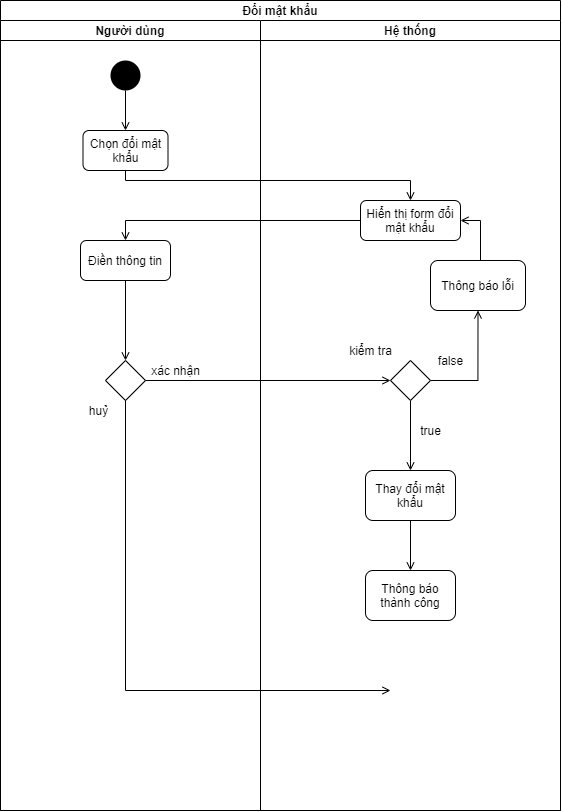 Đổi mật khẩu
Người dùng
Hệ thống
Chọn đổi mật
khẩu
Hiển thị form đổi
mật khẩu
Điền thông tin
Thông báo lỗi
kiểm tra
xác nhận
false
huỷ
true
Thay đổi mật
khẩu
Thông báo
thành công